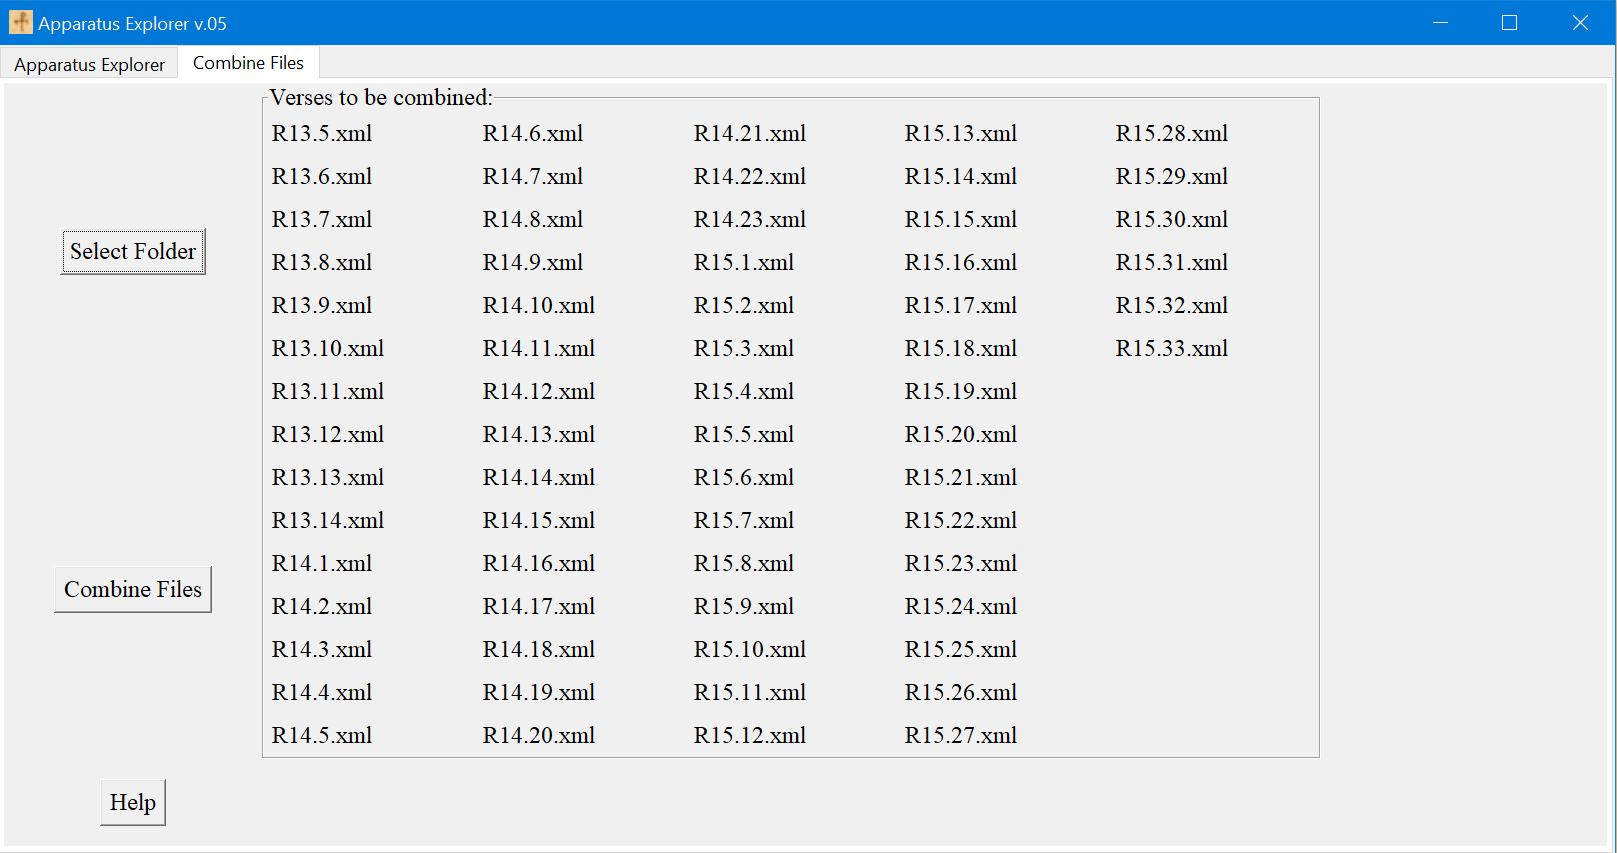 Apparatus Explorer v.05
Apparatus Explorer
Combine Files
Select Folder
Combine Files
Help
Verses to be combined:
R13.5.xml
R13.6.xml
R13.7.xml
R13.8.xml
R13.9.xml
R13.10.xml
R13.11.xml
R13.12.xml
R13.13.xml
R13.14.xml
R14.1.xml
R14.2.xml
R14.3.xml
R14.4.xml
R14.5.xml
R14.6.xml
R14.7.xml
R14.8.xml
R14.9.xml
R14.10.xml
R14.11.xml
R14.12.xml
R14.13.xml
R14.14.xml
R14.15.xml
R14.16.xml
R14.17.xml
R14.18.xml
R14.19.xml
R14.20.xml
R14.21.xml
R14.22.xml
R14.23.xml
R15.1.xml
R15.2.xml
R15.3.xml
R15.4.xml
R15.5.xml
R15.6.xml
R15.7.xml
R15.8.xml
R15.9.xml
R15.10.xml
R15.11.xml
R15.12.xml
R15.13.xml
R15.14.xml
R15.15.xml
R15.16.xml
R15.17.xml
R15.18.xml
R15.19.xml
R15.20.xml
R15.21.xml
R15.22.xml
R15.23.xml
R15.24.xml
R15.25.xml
R15.26.xml
R15.27.xml
R15.28.xml
R15.29.xml
R15.30.xml
R15.31.xml
R15.32.xml
R15.33.xml